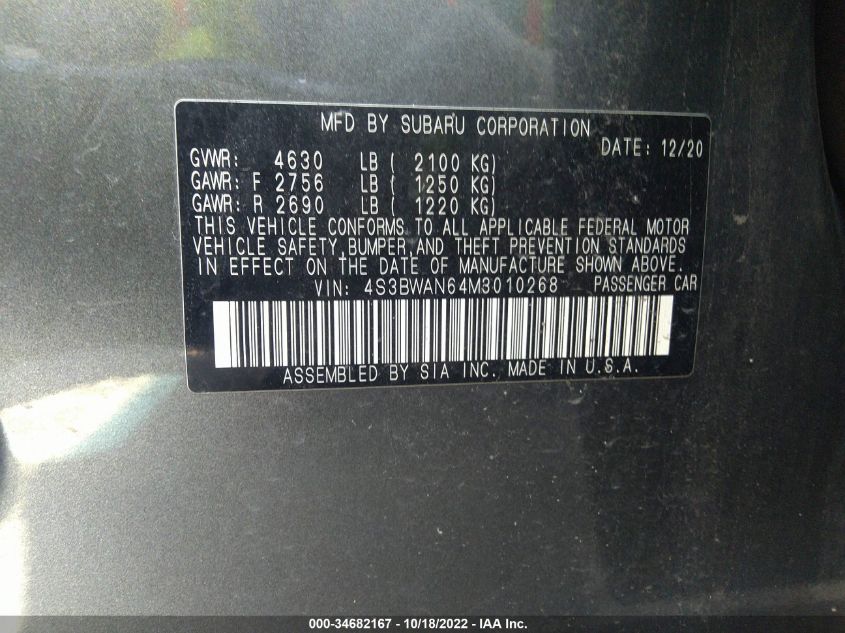 MFD BY SUBARU CORPORATION
DATE: 12/20
GVWR: 4630 LB ( 2100 KG)
GAWR: F 2756 LB ( 1250 KG)
GAWR: R 2690 LB ( 1220 KG)
THIS VEHICLE CONFORMS TO ALL APPLICABLE FEDERAL MOTOR
VEHICLE SAFETY, BUMPER, AND THEFT PREVENTION STANDARDS
IN EFFECT ON THE DATE OF MANUFACTURE SHOWN ABOVE.
VIN: 4S3BWAN64M3010268 PASSENGER CAR
ASSEMBLED BY SIA INC. MADE IN U.S.A.
000-34682167 - 10/18/2022 - IAA Inc.